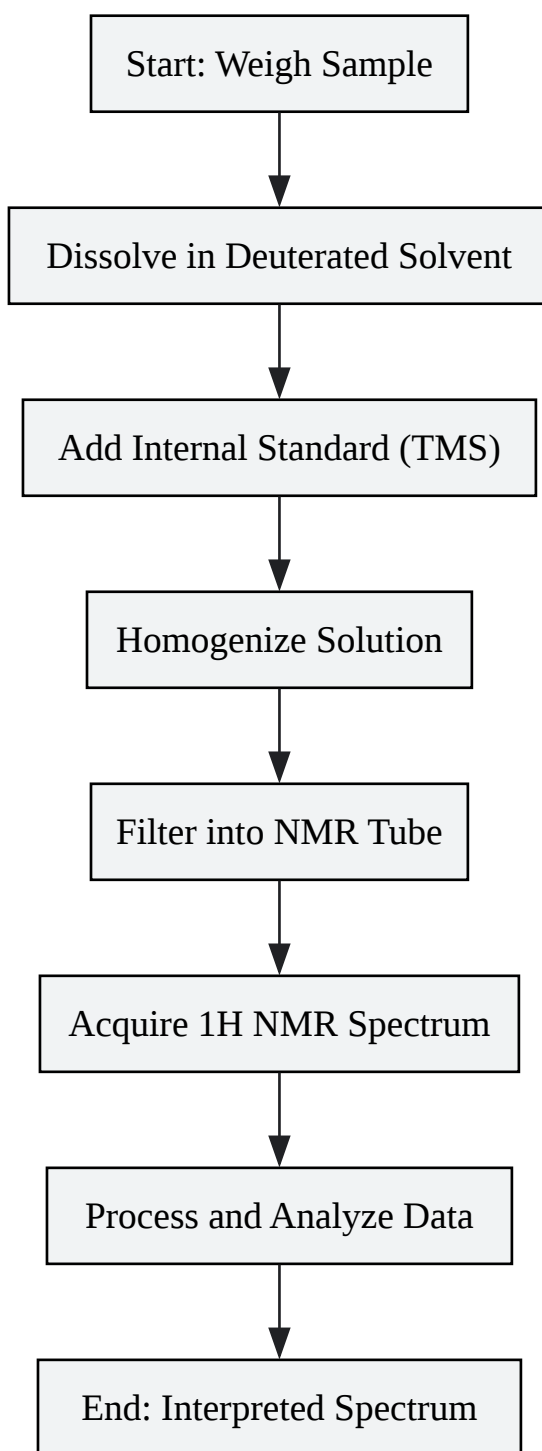 Start: Weigh Sample
Dissolve in Deuterated Solvent
Add Internal Standard (TMS)
Homogenize Solution
Filter into NMR Tube
Acquire 1H NMR Spectrum
Process and Analyze Data
End: Interpreted Spectrum